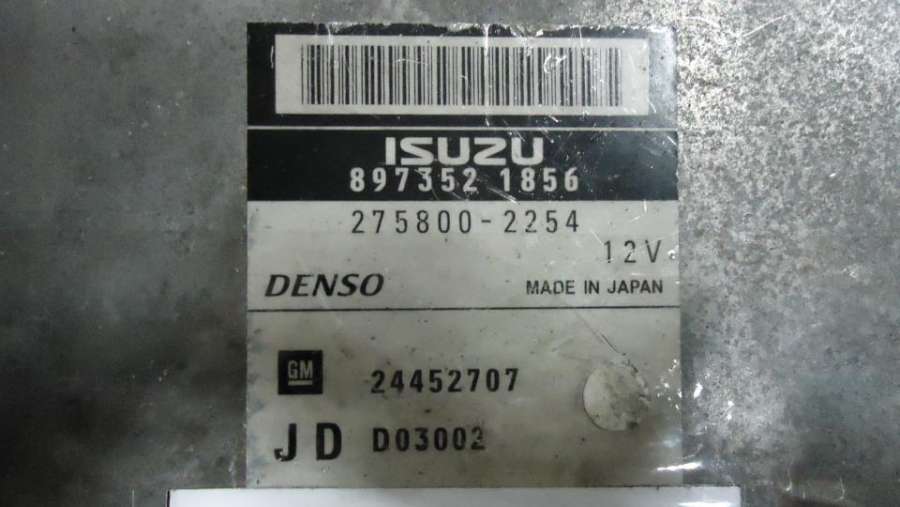 ISUZU
897352 1856
275800-2254
12V
DENSO MADE IN JAPAN
GM 24452707
JD D03002